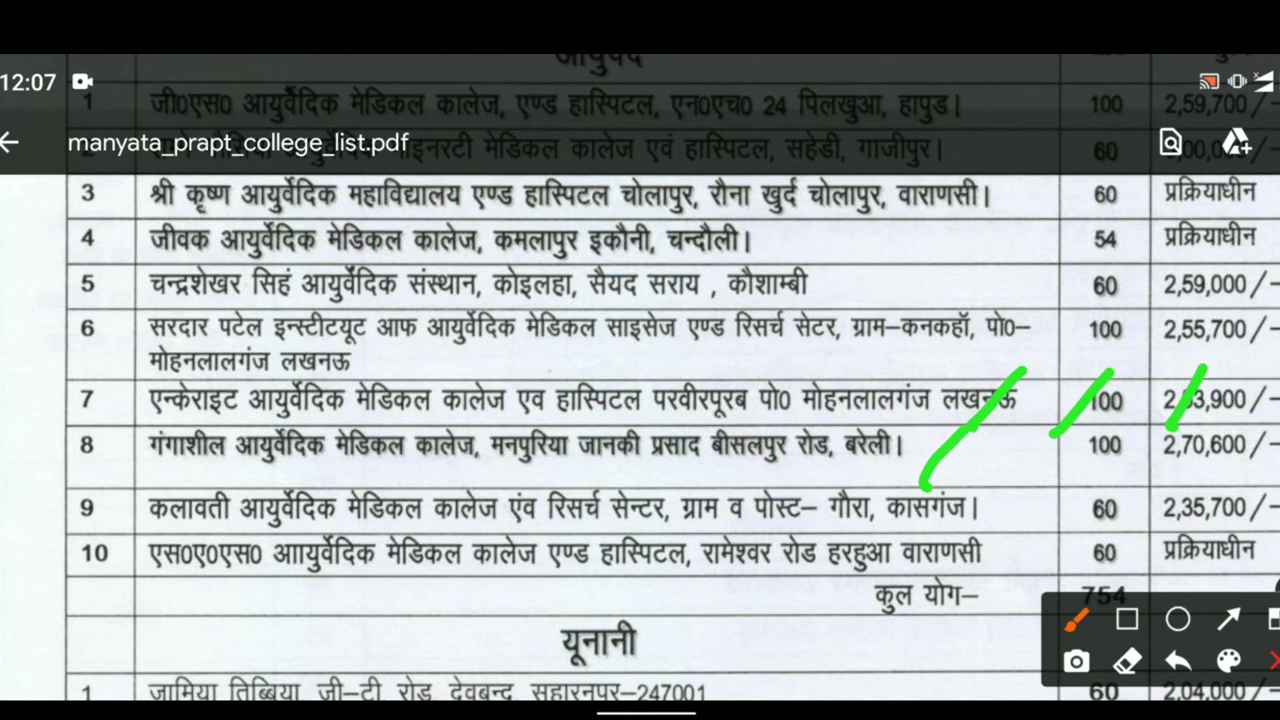 आयुर्वेद
12:07
1 जी0एस0 आयुर्वेदिक मेडिकल कालेज, एण्ड हास्पिटल, एन0एच0 24 पिलखुआ, हापुड। 100 2,59,700/-
manyata_prapt_college_list.pdf
2 मेडिकल कालेज एवं हास्पिटल, सहेडी, गाजीपुर। 60
3 श्री कृष्ण आयुर्वेदिक महाविद्यालय एण्ड हास्पिटल चोलापुर, रौना खुर्द चोलापुर, वाराणसी। 60 प्रक्रियाधीन
4 जीवक आयुर्वेदिक मेडिकल कालेज, कमलापुर इकौनी, चन्दौली। 54 प्रक्रियाधीन
5 चन्द्रशेखर सिहं आयुर्वेदिक संस्थान, कोइलहा, सैयद सराय , कौशाम्बी 60 2,59,000/-
6 सरदार पटेल इन्स्टीटयूट आफ आयुर्वेदिक मेडिकल साइसेज एण्ड रिसर्च सेटर, ग्राम–कनकहॉ, पो0– 100 2,55,700/-
मोहनलालगंज लखनऊ
7 एन्केराइट आयुर्वेदिक मेडिकल कालेज एव हास्पिटल परवीरपूरब पो0 मोहनलालगंज लखनऊ 100
8 गंगाशील आयुर्वेदिक मेडिकल कालेज, मनपुरिया जानकी प्रसाद बीसलपुर रोड, बरेली। 100 2,70,600/-
9 कलावती आयुर्वेदिक मेडिकल कालेज एंव रिसर्च सेन्टर, ग्राम व पोस्ट– गौरा, कासगंज। 60 2,35,700/-
10 एस0ए0एस0 आायुर्वेदिक मेडिकल कालेज एण्ड हास्पिटल, रामेश्वर रोड हरहुआ वाराणसी 60 प्रक्रियाधीन
कुल योग– 754
यूनानी
1 जामिया तिब्बिया जी–टी रोड, देवबन्द सहारनपुर–247001 60 2,04,000/-